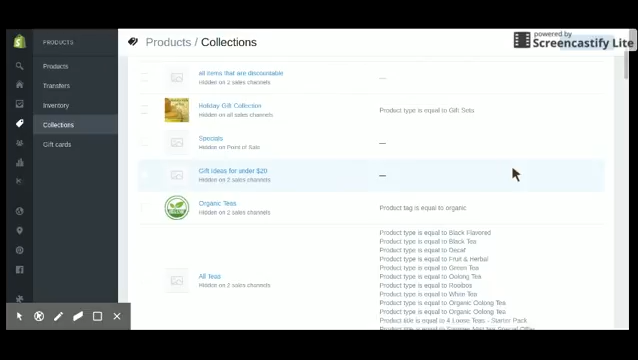 PRODUCTS
Products / Collections
powered by
Screencastify Lite
Products
Transfers
Inventory
Collections
Gift cards
all items that are discountable
Hidden on 2 sales channels
—
Holiday Gift Collection
Hidden on all sales channels
Product type is equal to Gift Sets
Specials
Hidden on Point of Sale
—
Gift ideas for under $20
Hidden on 2 sales channels
—
Organic Teas
Hidden on 2 sales channels
Product tag is equal to organic
All Teas
Hidden on 2 sales channels
Product type is equal to Black Flavored
Product type is equal to Black Tea
Product type is equal to Decaf
Product type is equal to Fruit & Herbal
Product type is equal to Green Tea
Product type is equal to Oolong Tea
Product type is equal to Rooibos
Product type is equal to White Tea
Product type is equal to Organic Oolong Tea
Product type is equal to Organic Oolong Tea
Product title is equal to 4 Loose Teas - Starter Pack
Product title is equal to